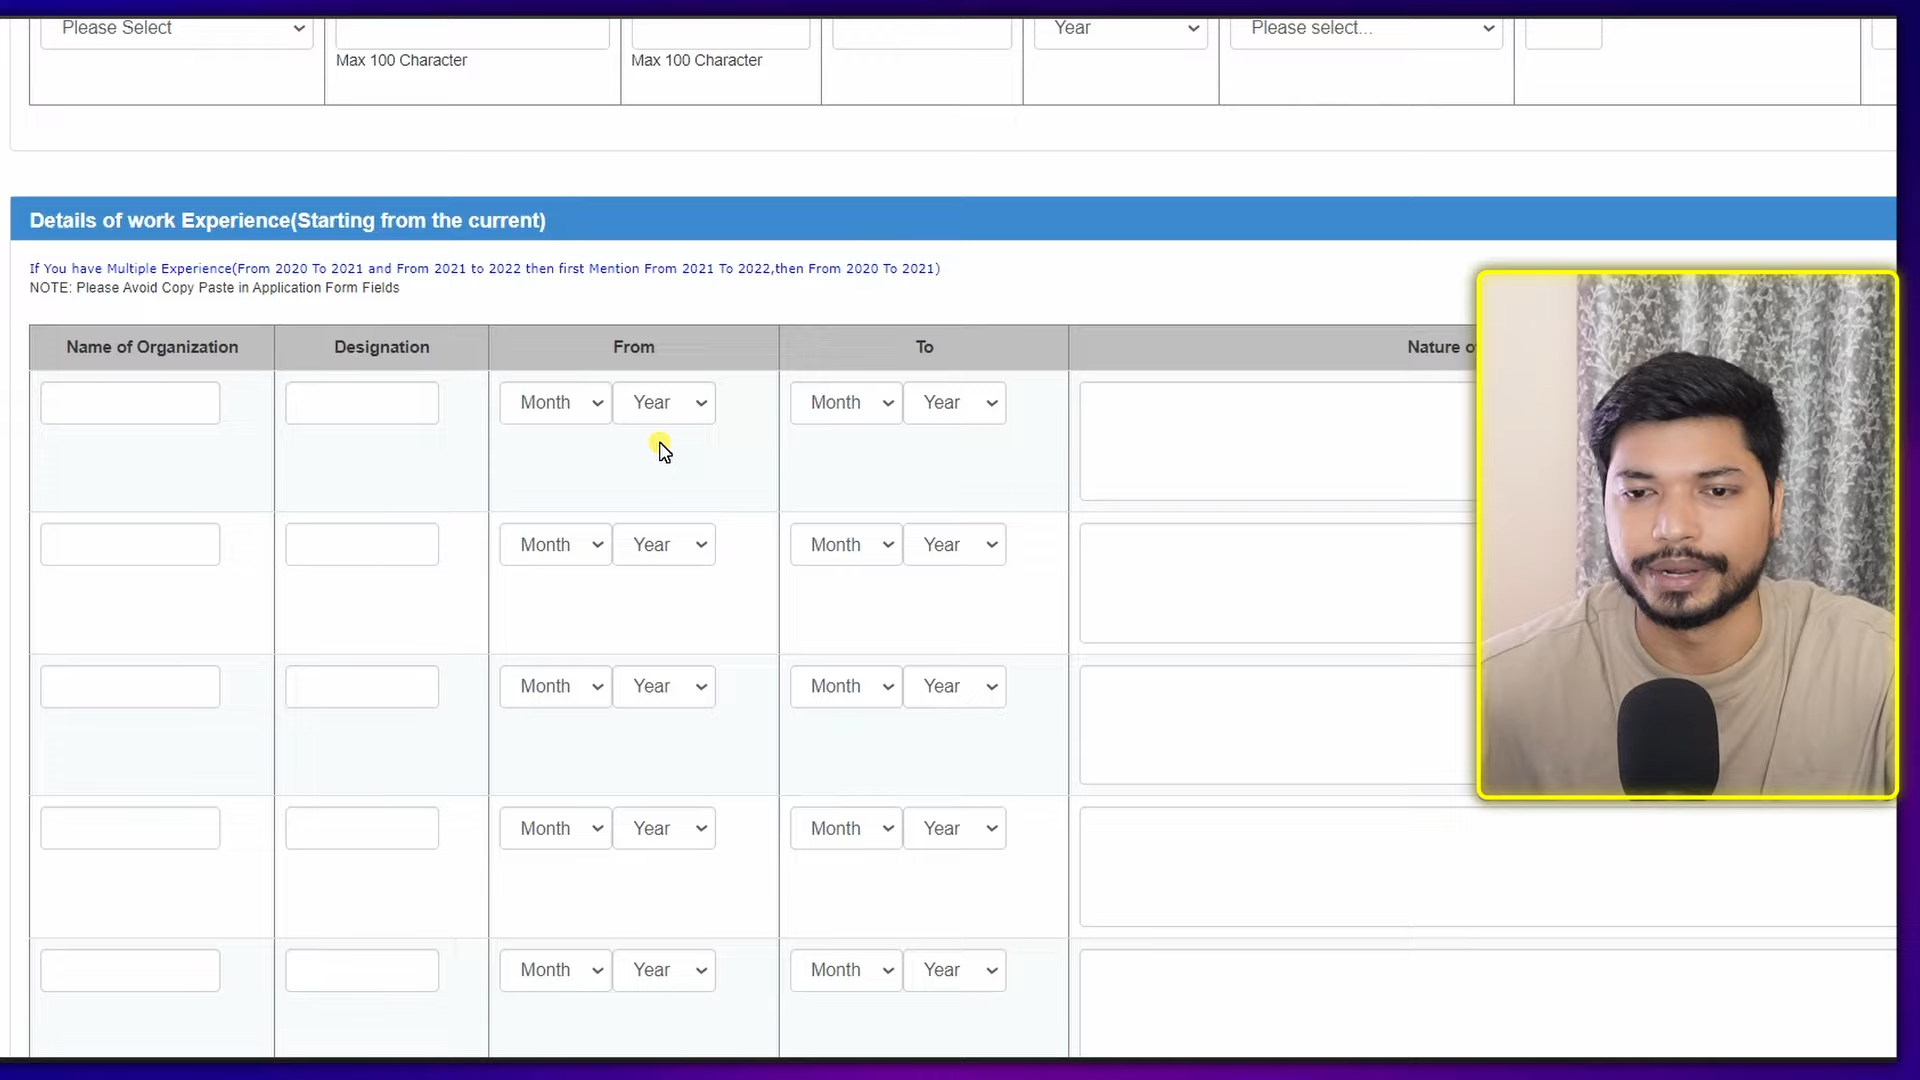 Please Select Year Please select...
Max 100 Character Max 100 Character
Details of work Experience(Starting from the current)
If You have Multiple Experience(From 2020 To 2021 and From 2021 to 2022 then first Mention From 2021 To 2022,then From 2020 To 2021)
NOTE: Please Avoid Copy Paste in Application Form Fields
Name of Organization Designation From To Nature o
Month Year Month Year
Month Year Month Year
Month Year Month Year
Month Year Month Year
Month Year Month Year